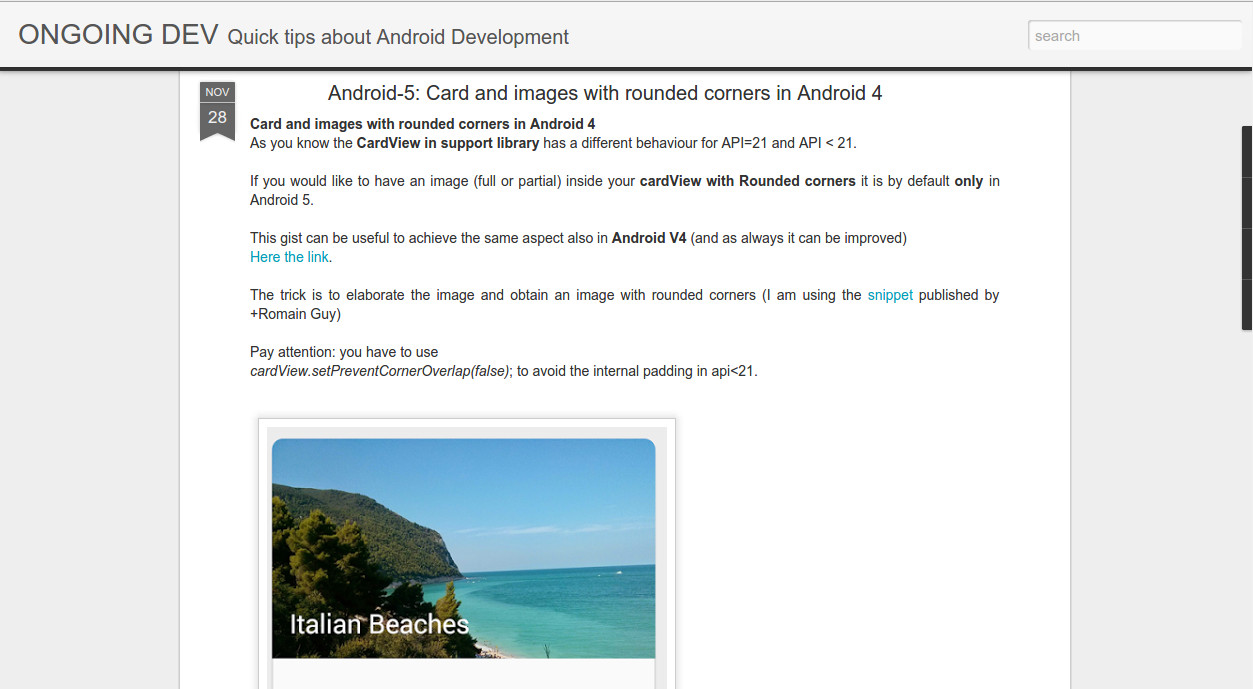 ONGOING DEV Quick tips about Android Development
search
NOV
28
Android-5: Card and images with rounded corners in Android 4
Card and images with rounded corners in Android 4
As you know the CardView in support library has a different behaviour for API=21 and API < 21.
If you would like to have an image (full or partial) inside your cardView with Rounded corners it is by default only in
Android 5.
This gist can be useful to achieve the same aspect also in Android V4 (and as always it can be improved)
Here the link.
The trick is to elaborate the image and obtain an image with rounded corners (I am using the snippet published by
+Romain Guy)
Pay attention: you have to use
cardView.setPreventCornerOverlap(false); to avoid the internal padding in api<21.
Italian Beaches